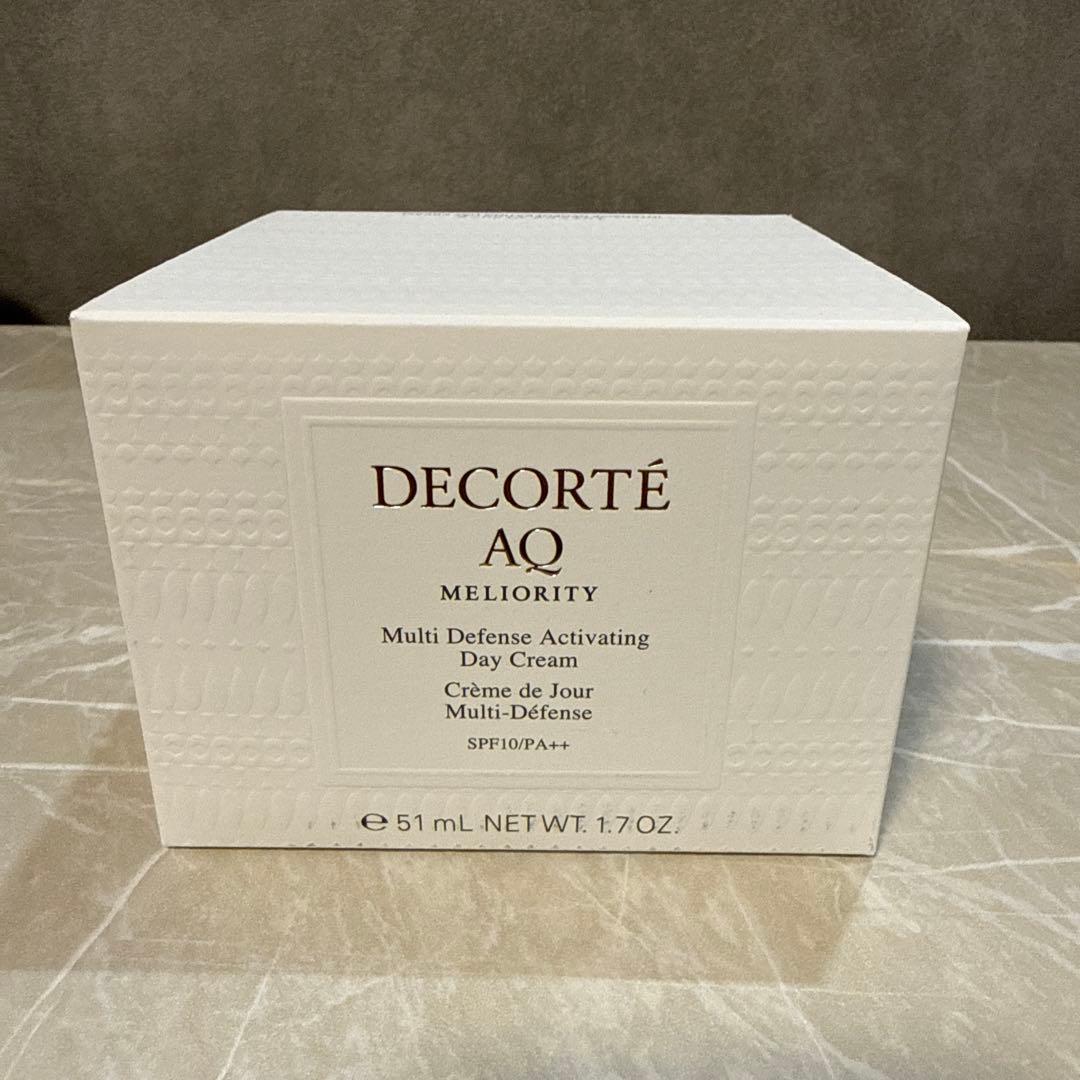 DECORTÉ
AQ
MELIORITY
Multi Defense Activating
Day Cream
Crème de Jour
Multi-Défense
SPF10/PA++
℮ 51 mL NET WT. 1.7 OZ.